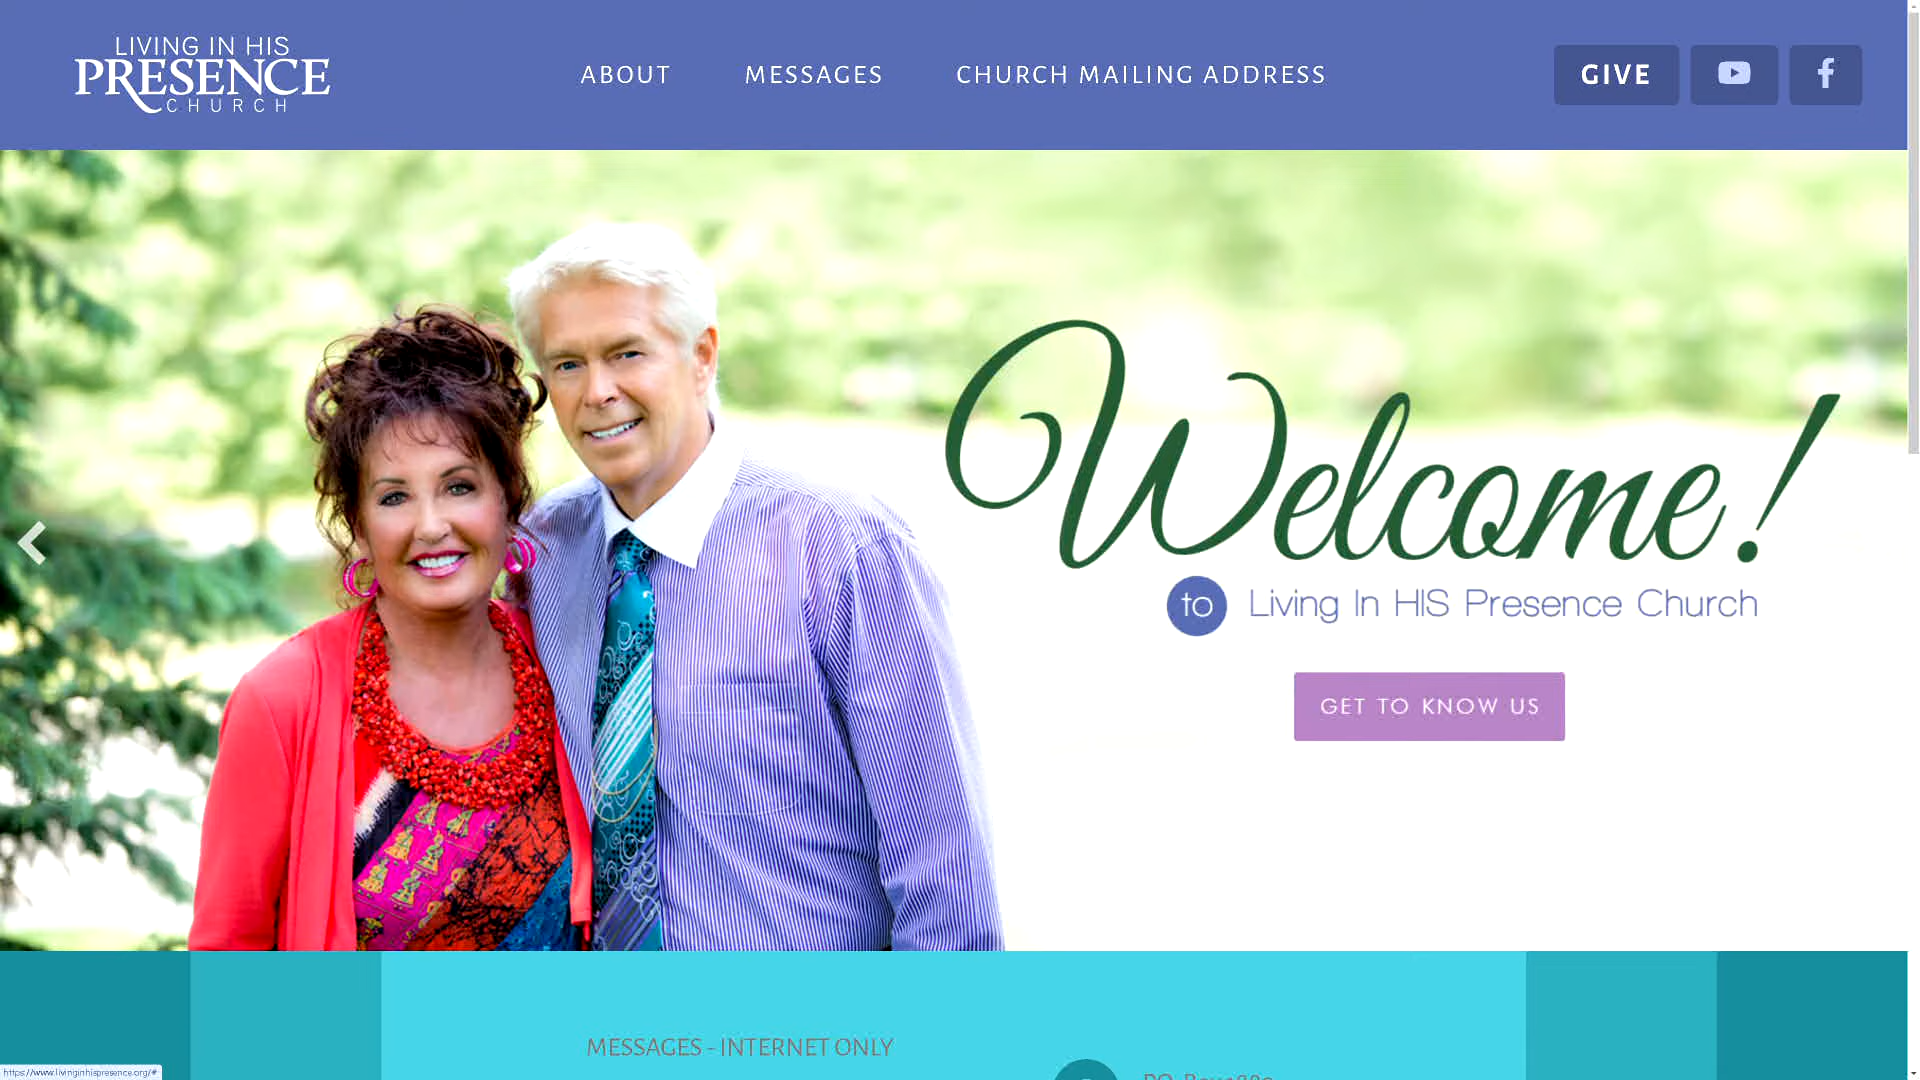 LIVING IN HIS
PRESENCE
CHURCH
ABOUT
MESSAGES
CHURCH MAILING ADDRESS
GIVE
Welcome!
to Living In HIS Presence Church
GET TO KNOW US
MESSAGES - INTERNET ONLY
https://www.livinginhispresence.org/#